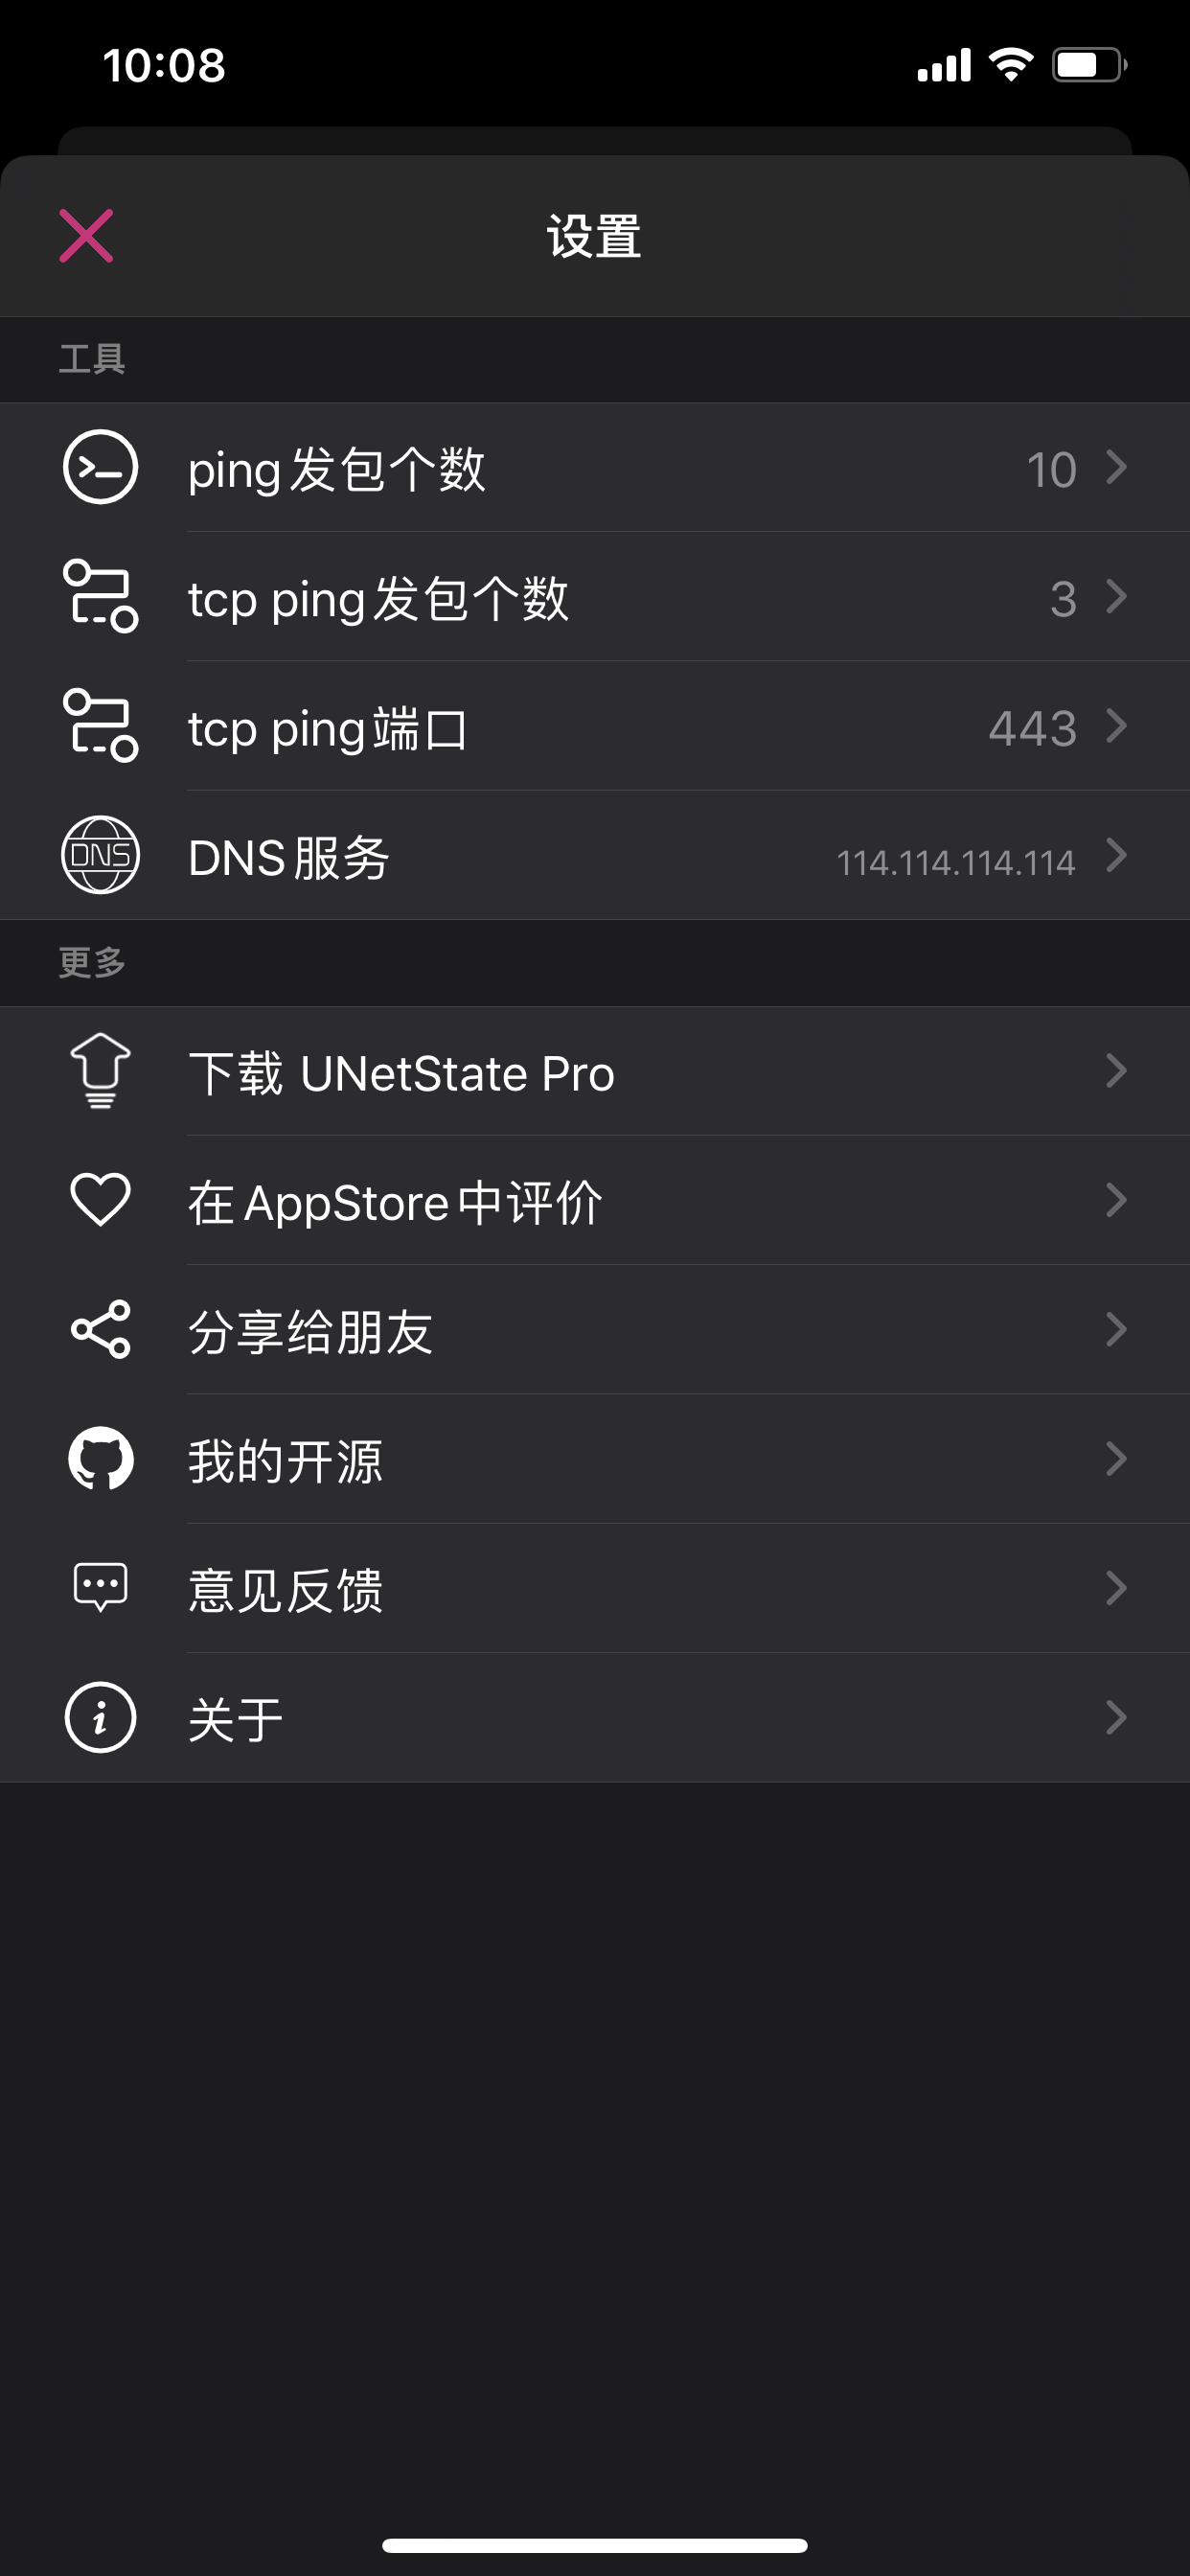 10:08
设置
工具
ping发包个数 10
tcp ping发包个数 3
tcp ping端口 443
DNS
DNS服务 114.114.114.114
更多
下载 UNetState Pro
在AppStore中评价
分享给朋友
我的开源
意见反馈
关于